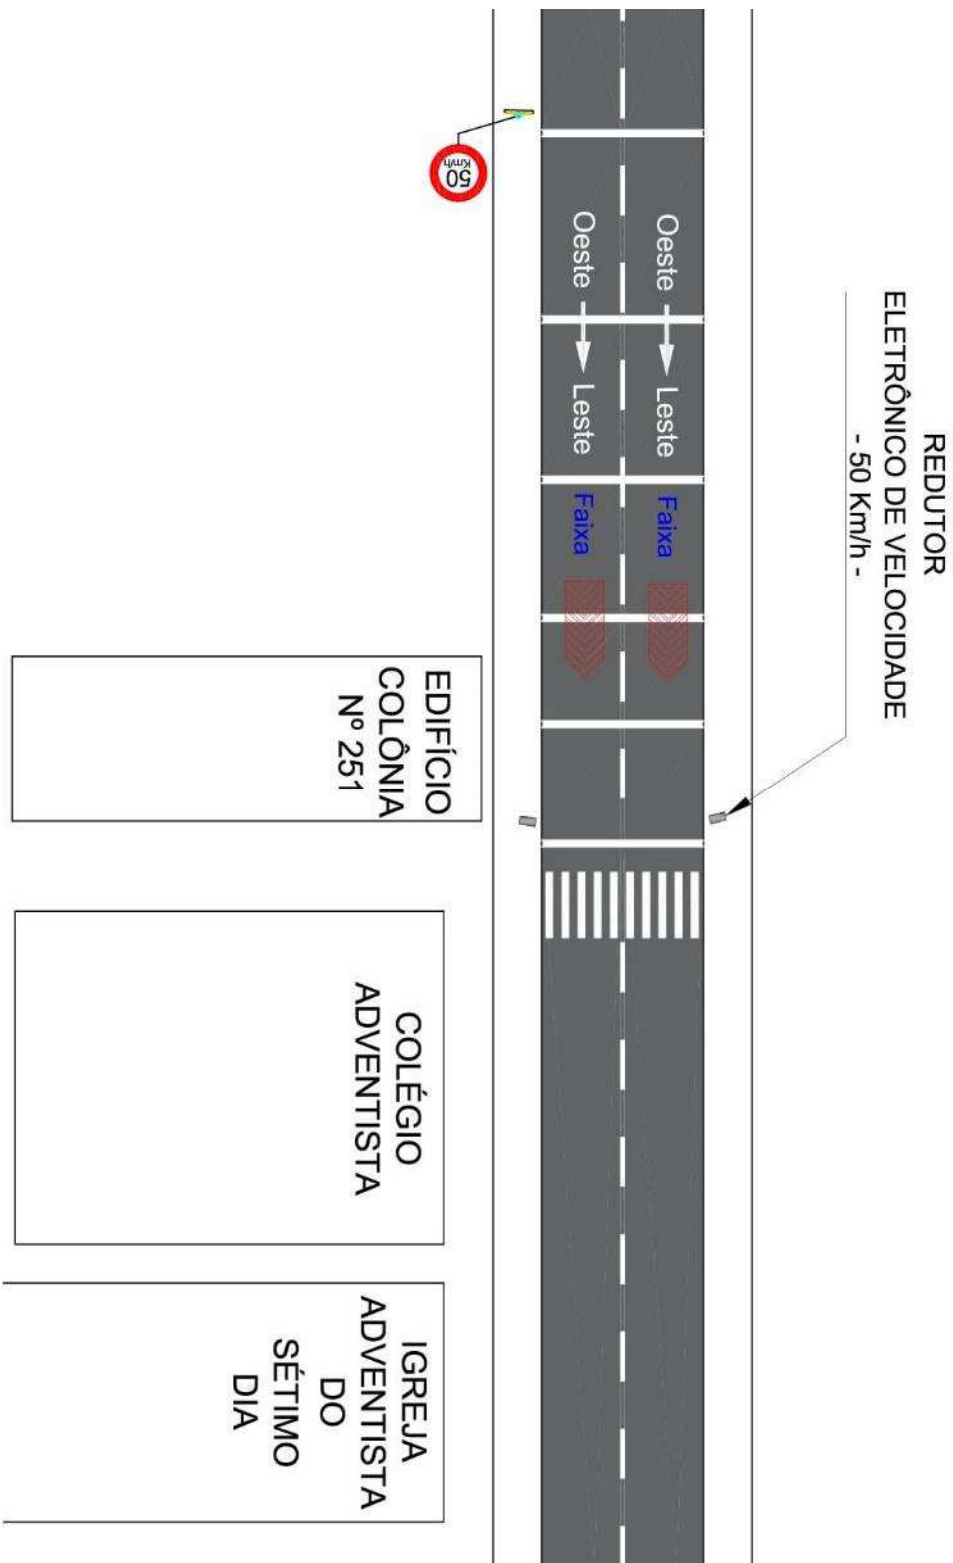 REDUTOR
ELETRÔNICO DE VELOCIDADE
- 50 Km/h -
Oeste
Leste
Faixa
Oeste
Leste
Faixa
50
Km/h
EDIFÍCIO
COLÔNIA
Nº 251
COLÉGIO
ADVENTISTA
IGREJA
ADVENTISTA
DO
SÉTIMO
DIA